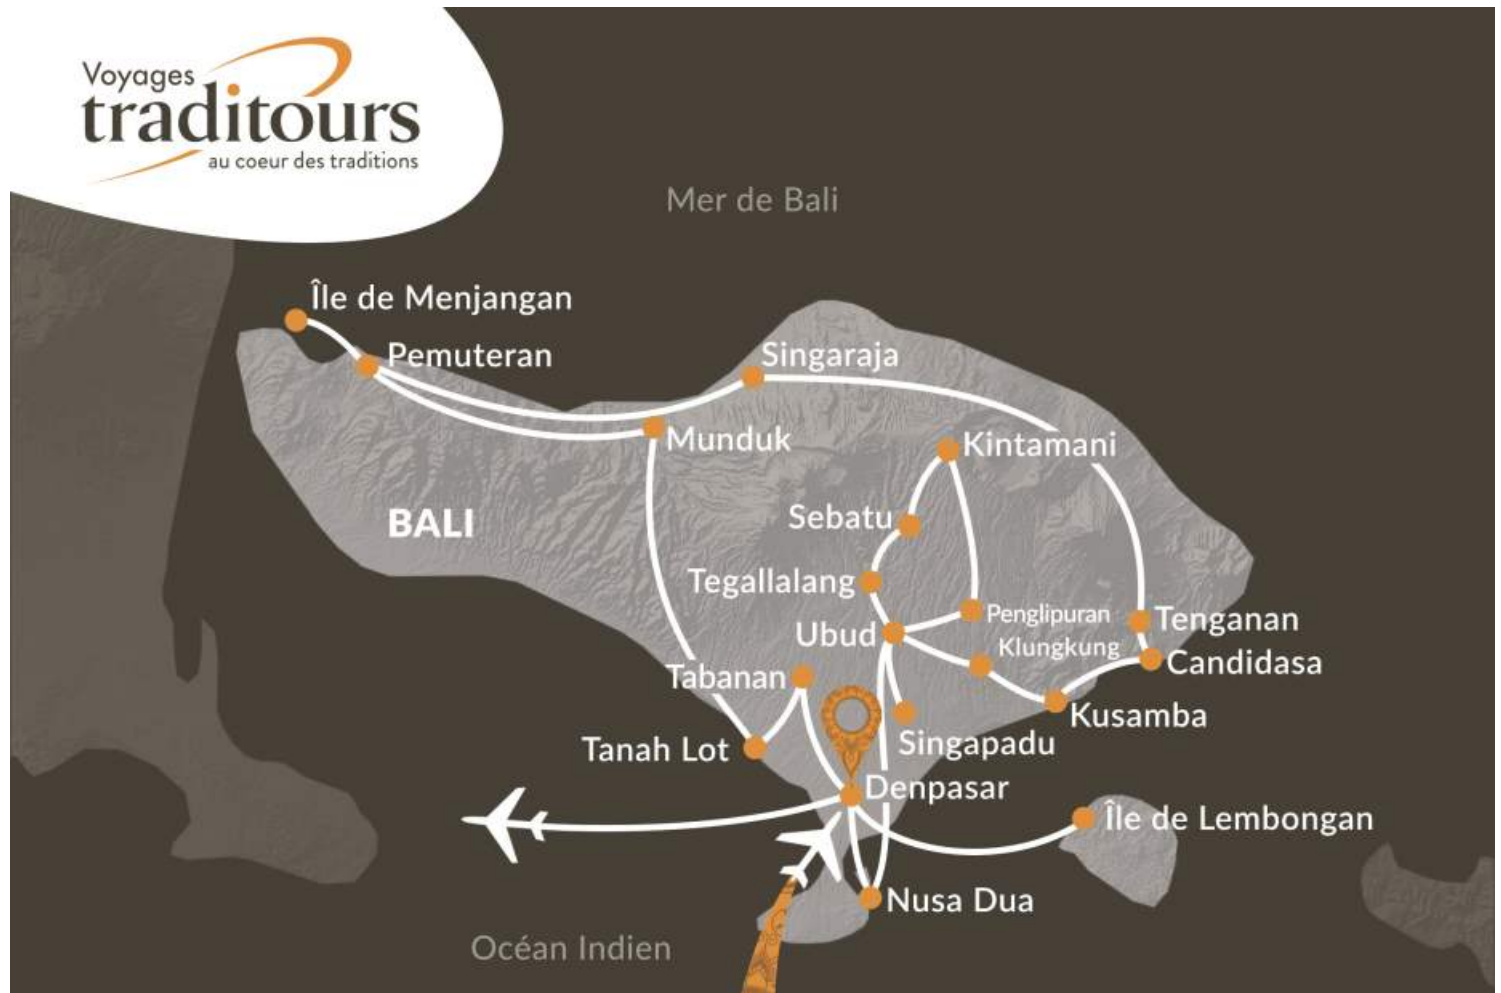 Voyages
traditours
au coeur des traditions
Mer de Bali
Île de Menjangan
Pemuteran
Singaraja
Munduk
Kintamani
BALI
Sebatu
Tegallalang
Penglipuran
Tenganan
Ubud
Klungkung
Candidasa
Tabanan
Kusamba
Tanah Lot
Singapadu
Denpasar
Île de Lembongan
Nusa Dua
Océan Indien